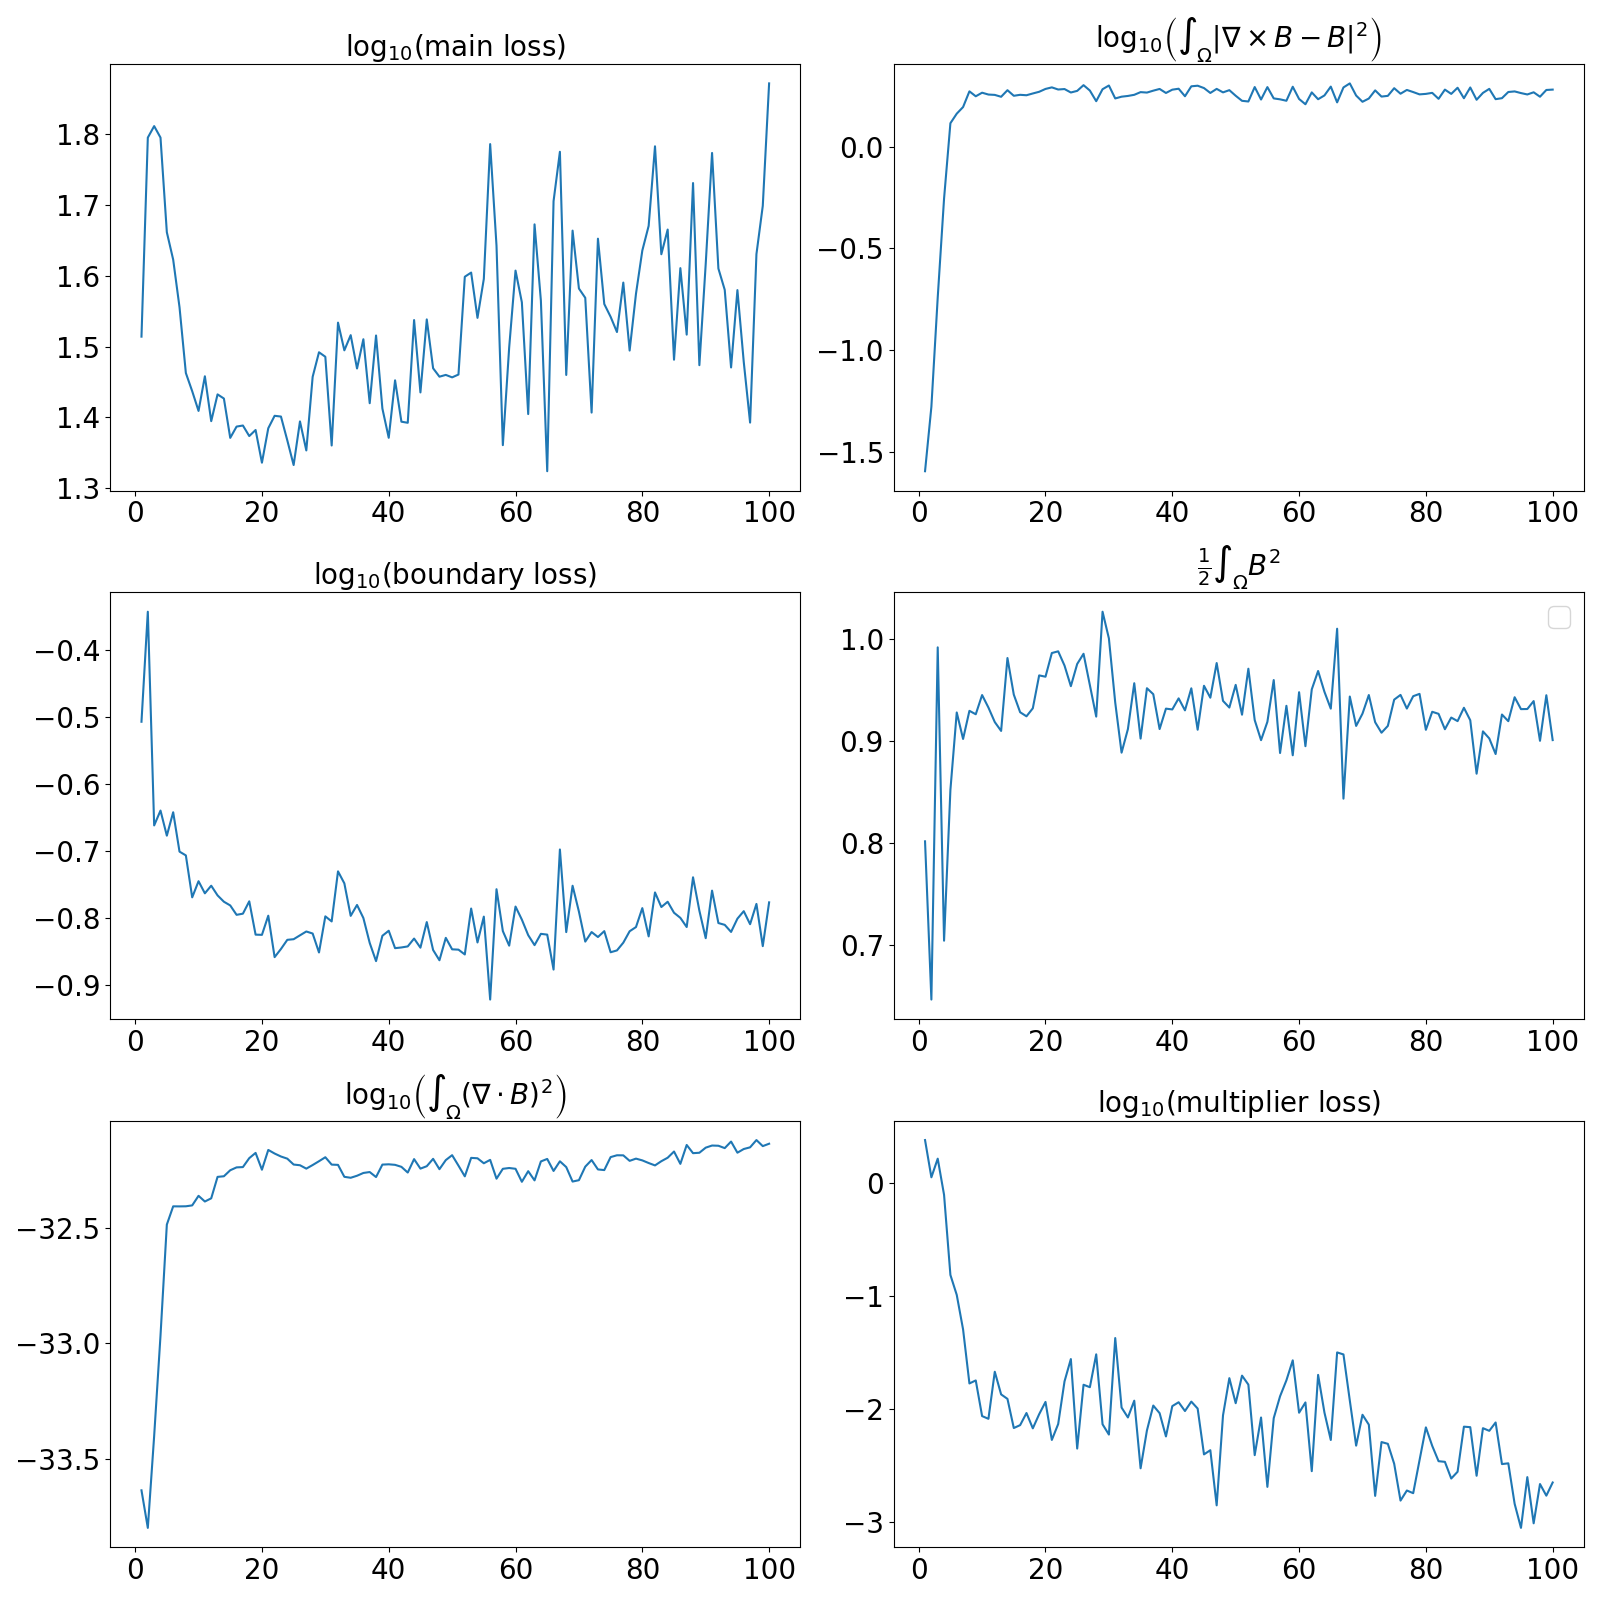 log₁₀(main loss)
1.8
1.7
1.6
1.5
1.4
1.3
0 20 40 60 80 100
log₁₀(∫_Ω |∇ × B − B|²)
0.0
−0.5
−1.0
−1.5
0 20 40 60 80 100
log₁₀(boundary loss)
−0.4
−0.5
−0.6
−0.7
−0.8
−0.9
0 20 40 60 80 100
½∫_Ω B²
1.0
0.9
0.8
0.7
0 20 40 60 80 100
log₁₀(∫_Ω (∇ · B)²)
−32.5
−33.0
−33.5
0 20 40 60 80 100
log₁₀(multiplier loss)
0
−1
−2
−3
0 20 40 60 80 100